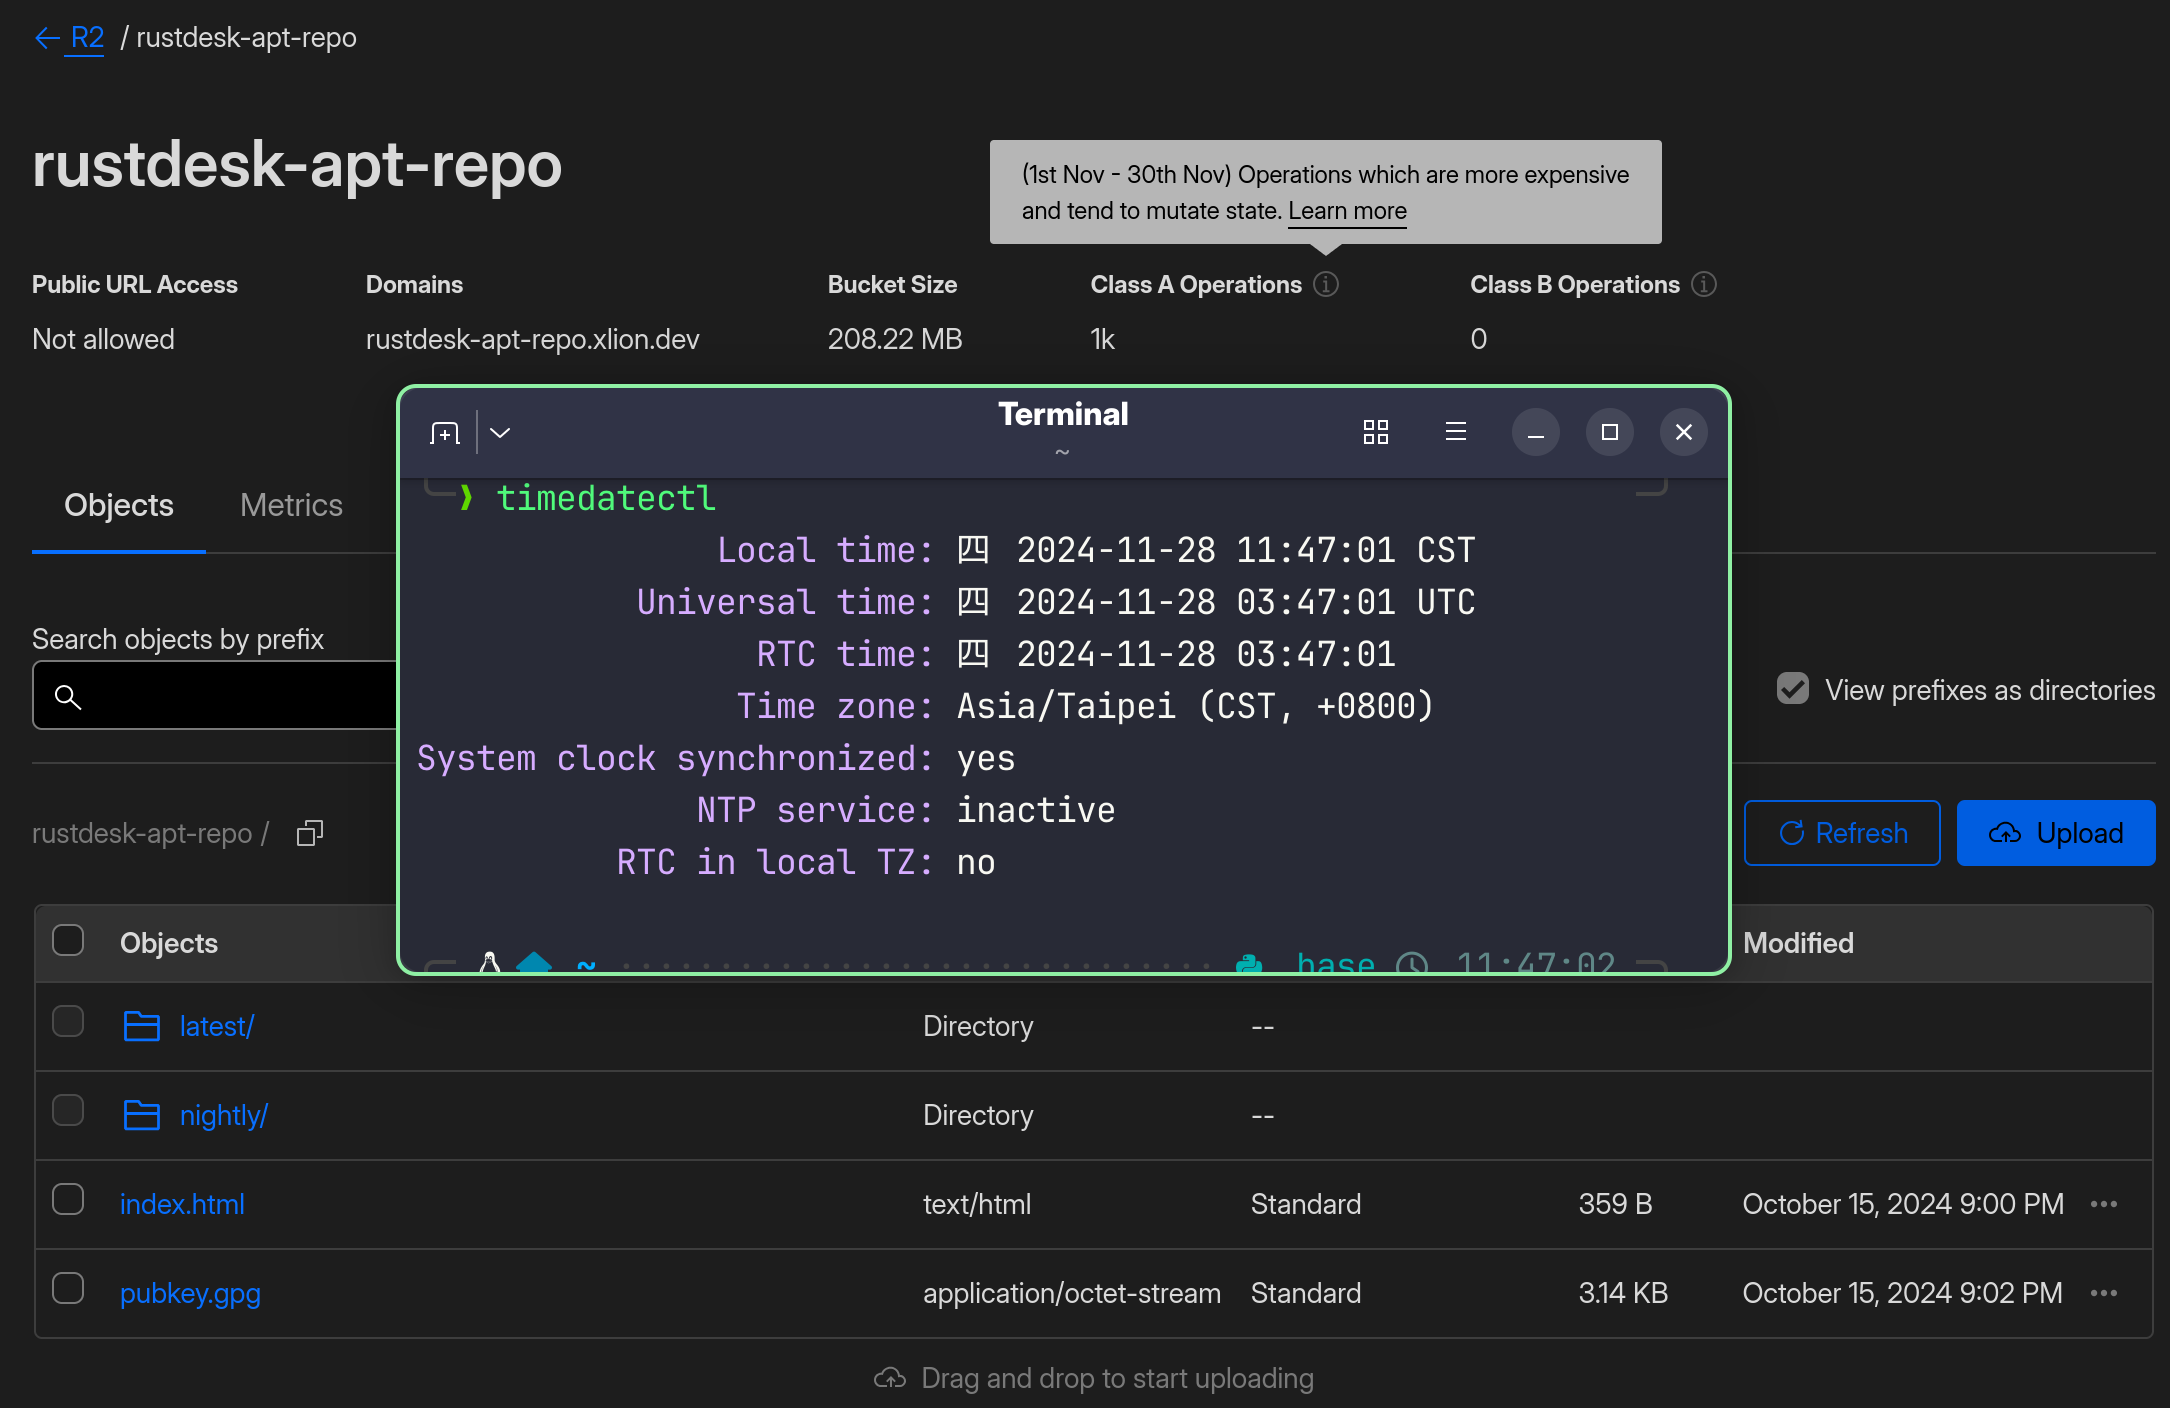 R2 / rustdesk-apt-repo
rustdesk-apt-repo
(1st Nov - 30th Nov) Operations which are more expensive
and tend to mutate state. Learn more
Public URL Access Domains Bucket Size Class A Operations Class B Operations
Not allowed rustdesk-apt-repo.xlion.dev 208.22 MB 1k 0
Terminal
~
Objects Metrics
❯ timedatectl
Local time: 四 2024-11-28 11:47:01 CST
Universal time: 四 2024-11-28 03:47:01 UTC
RTC time: 四 2024-11-28 03:47:01
Time zone: Asia/Taipei (CST, +0800)
System clock synchronized: yes
NTP service: inactive
RTC in local TZ: no
~ base 11:47:02
Search objects by prefix
View prefixes as directories
rustdesk-apt-repo /
Refresh Upload
Objects Modified
latest/ Directory --
nightly/ Directory --
index.html text/html Standard 359 B October 15, 2024 9:00 PM
pubkey.gpg application/octet-stream Standard 3.14 KB October 15, 2024 9:02 PM
Drag and drop to start uploading